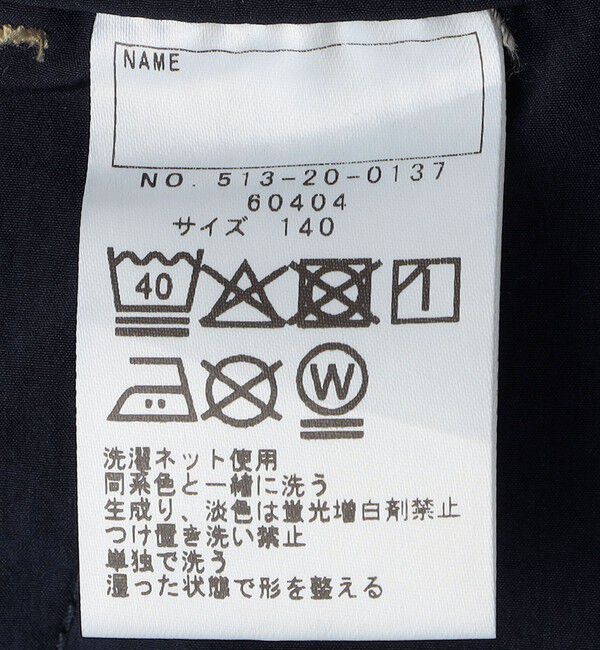 NAME
NO. 513-20-0137
60404
サイズ 140
40
W
洗濯ネット使用
同系色と一緒に洗う
生成り、淡色は蛍光増白剤禁止
つけ置き洗い禁止
単独で洗う
湿った状態で形を整える